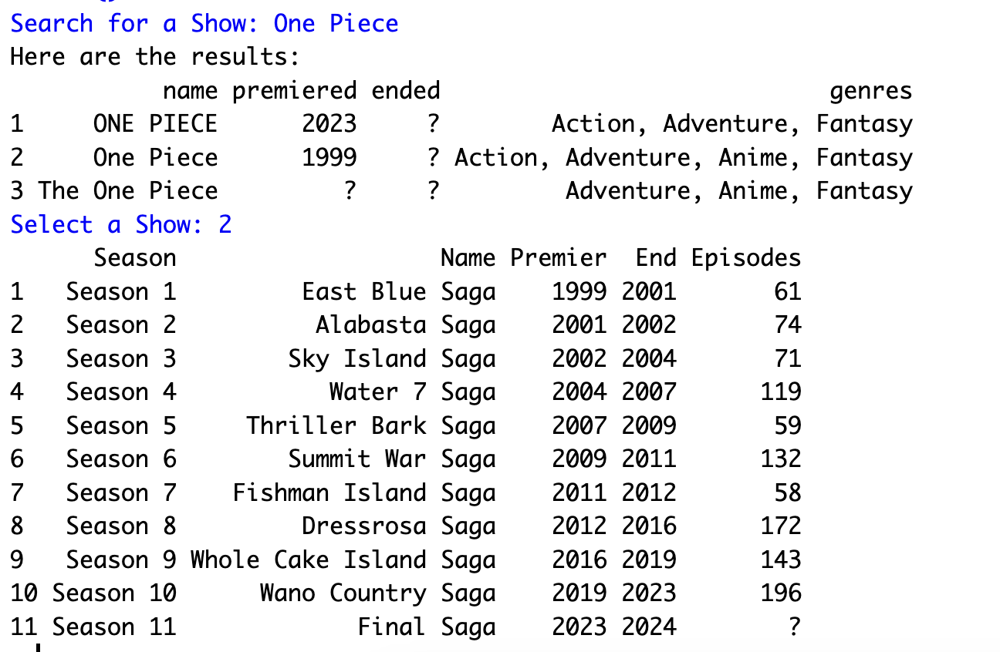 Search for a Show: One Piece
Here are the results:
name premiered ended genres
1 ONE PIECE 2023 ? Action, Adventure, Fantasy
2 One Piece 1999 ? Action, Adventure, Anime, Fantasy
3 The One Piece ? ? Adventure, Anime, Fantasy
Select a Show: 2
Season Name Premier End Episodes
1 Season 1 East Blue Saga 1999 2001 61
2 Season 2 Alabasta Saga 2001 2002 74
3 Season 3 Sky Island Saga 2002 2004 71
4 Season 4 Water 7 Saga 2004 2007 119
5 Season 5 Thriller Bark Saga 2007 2009 59
6 Season 6 Summit War Saga 2009 2011 132
7 Season 7 Fishman Island Saga 2011 2012 58
8 Season 8 Dressrosa Saga 2012 2016 172
9 Season 9 Whole Cake Island Saga 2016 2019 143
10 Season 10 Wano Country Saga 2019 2023 196
11 Season 11 Final Saga 2023 2024 ?